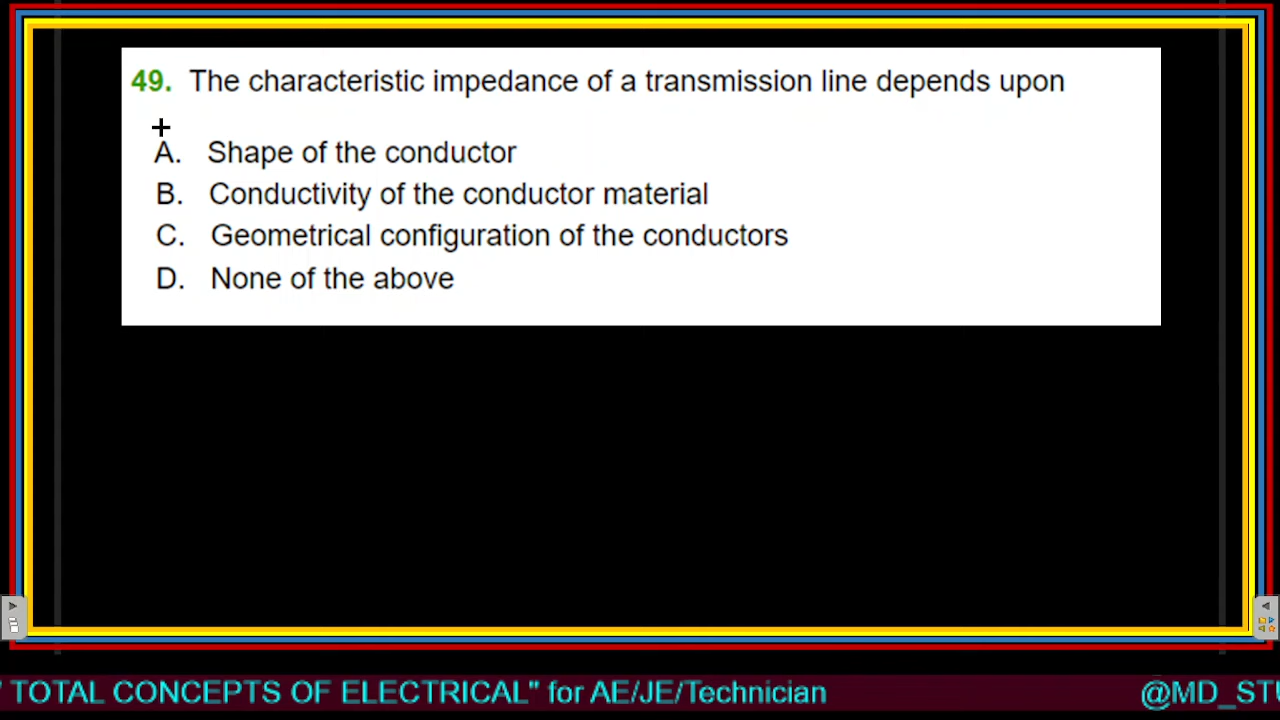 49. The characteristic impedance of a transmission line depends upon
A. Shape of the conductor
B. Conductivity of the conductor material
C. Geometrical configuration of the conductors
D. None of the above
" TOTAL CONCEPTS OF ELECTRICAL" for AE/JE/Technician @MD_STU